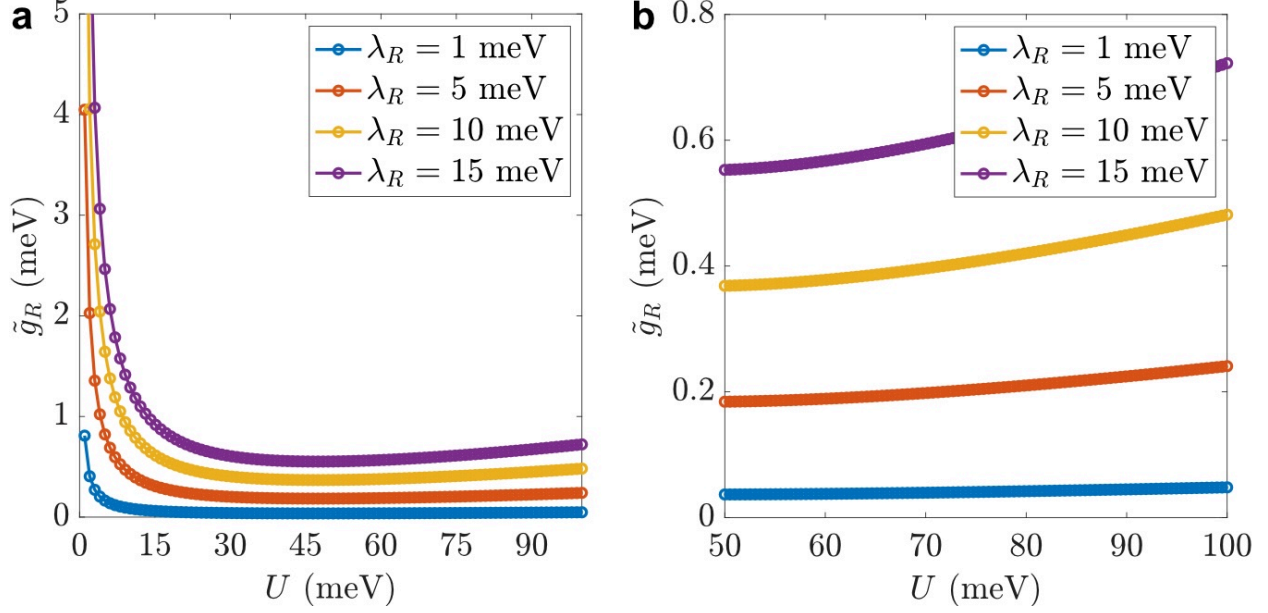 a
5
4
3
2
1
0
g̃_R (meV)
0 15 30 45 60 75 90
U (meV)
λ_R = 1 meV
λ_R = 5 meV
λ_R = 10 meV
λ_R = 15 meV
b
0.8
0.6
0.4
0.2
0
g̃_R (meV)
50 60 70 80 90 100
U (meV)
λ_R = 1 meV
λ_R = 5 meV
λ_R = 10 meV
λ_R = 15 meV